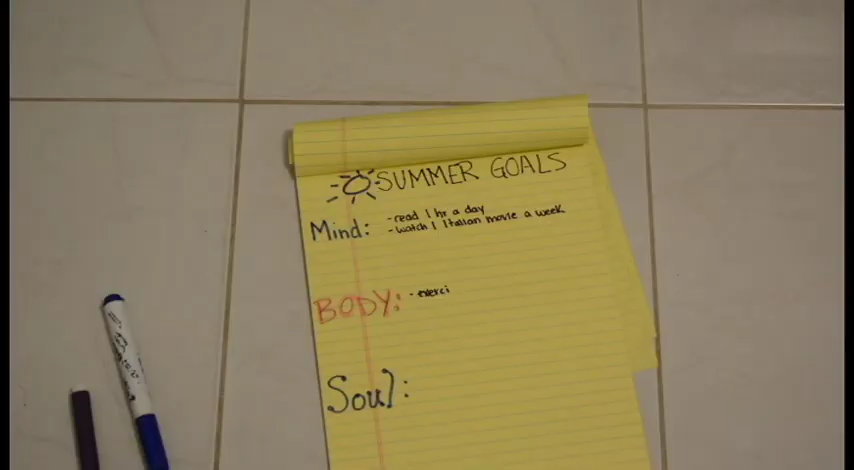 SUMMER GOALS
Mind: -read 1 hr a day
-watch 1 Italian movie a week
BODY: -exerci
Soul: